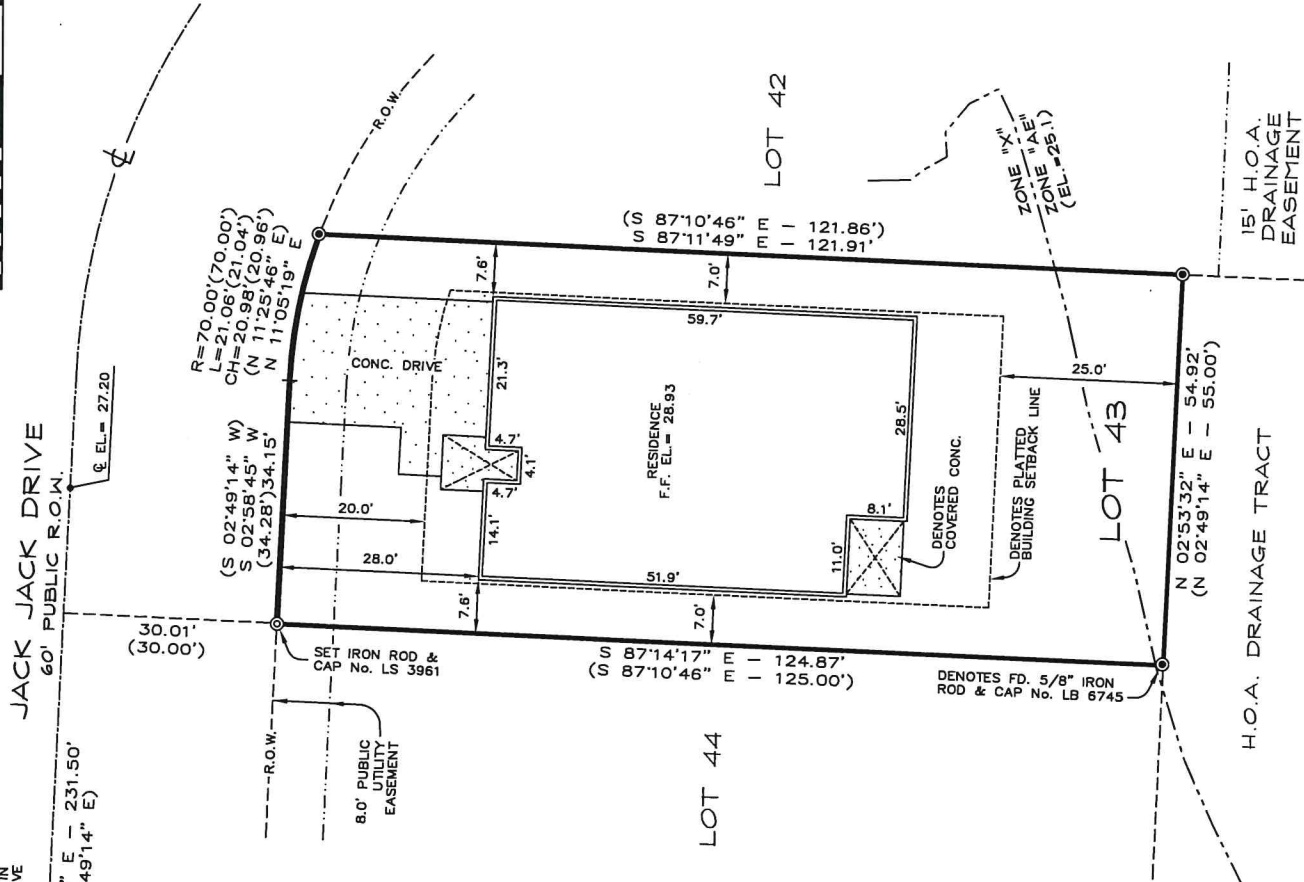 JACK JACK DRIVE
60' PUBLIC R.O.W.
℄
℄ EL.= 27.20
IN
VE
" E - 231.50'
49'14" E)
30.01'
(30.00')
R.O.W.
R.O.W.
R=70.00'(70.00')
L=21.06'(21.04')
CH=20.98'(20.96')
(N 11°25'46" E)
N 11°05'19" E
(S 02°49'14" W)
S 02°58'45" W
(34.28')34.15'
SET IRON ROD &
CAP No. LS 3961
8.0' PUBLIC
UTILITY
EASEMENT
CONC. DRIVE
20.0'
28.0'
7.6'
7.6'
21.3'
4.7'
4.1'
4.7'
14.1'
59.7'
7.0'
RESIDENCE
F.F. EL.= 28.93
51.9'
7.0'
28.5'
8.1'
11.0'
DENOTES
COVERED CONC.
DENOTES PLATTED
BUILDING SETBACK LINE
25.0'
(S 87°10'46" E - 121.86')
S 87°11'49" E - 121.91'
S 87°14'17" E - 124.87'
(S 87°10'46" E - 125.00')
LOT 42
LOT 43
LOT 44
ZONE "X"
ZONE "AE"
(EL.=25.1)
DENOTES FD. 5/8" IRON
ROD & CAP No. LB 6745
N 02°53'32" E - 54.92'
(N 02°49'14" E - 55.00')
H.O.A. DRAINAGE TRACT
15' H.O.A.
DRAINAGE
EASEMENT